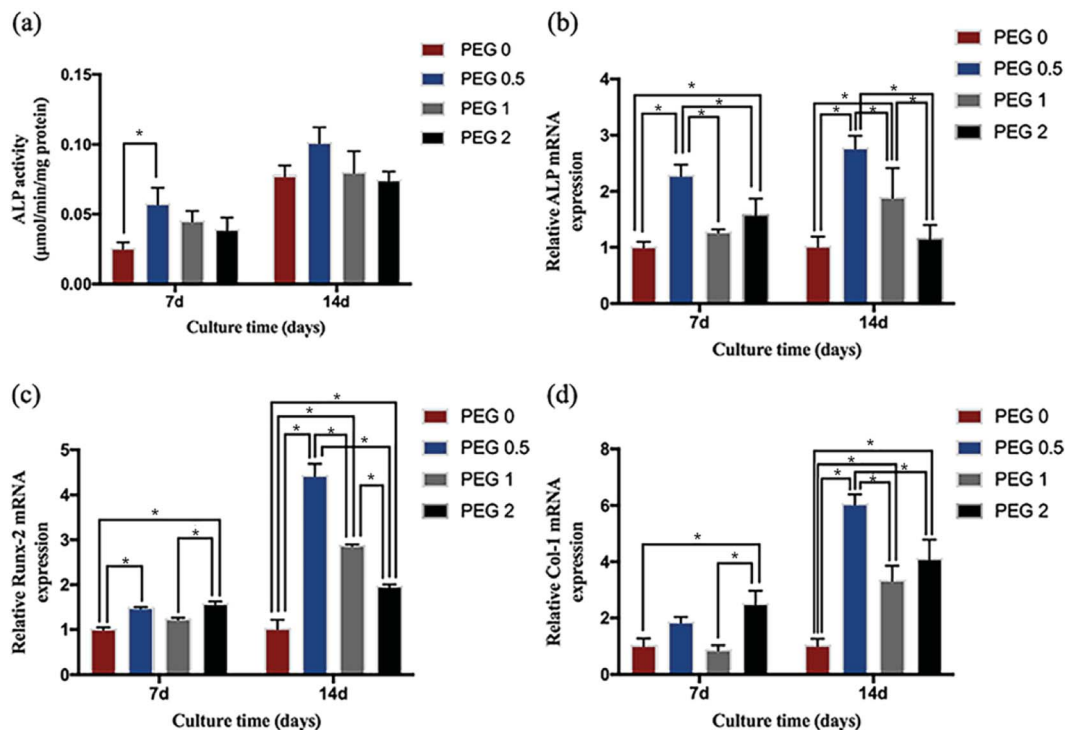 (a)
PEG 0
PEG 0.5
PEG 1
PEG 2
ALP activity
(μmol/min/mg protein)
0.15
0.10
0.05
0.00
*
7d
14d
Culture time (days)
(b)
PEG 0
PEG 0.5
PEG 1
PEG 2
Relative ALP mRNA
expression
4
3
2
1
0
* * * *
* * * * *
7d
14d
Culture time (days)
(c)
PEG 0
PEG 0.5
PEG 1
PEG 2
Relative Runx-2 mRNA
expression
5
4
3
2
1
0
* * *
* * * * * *
7d
14d
Culture time (days)
(d)
PEG 0
PEG 0.5
PEG 1
PEG 2
Relative Col-1 mRNA
expression
8
6
4
2
0
* *
* * * * *
7d
14d
Culture time (days)